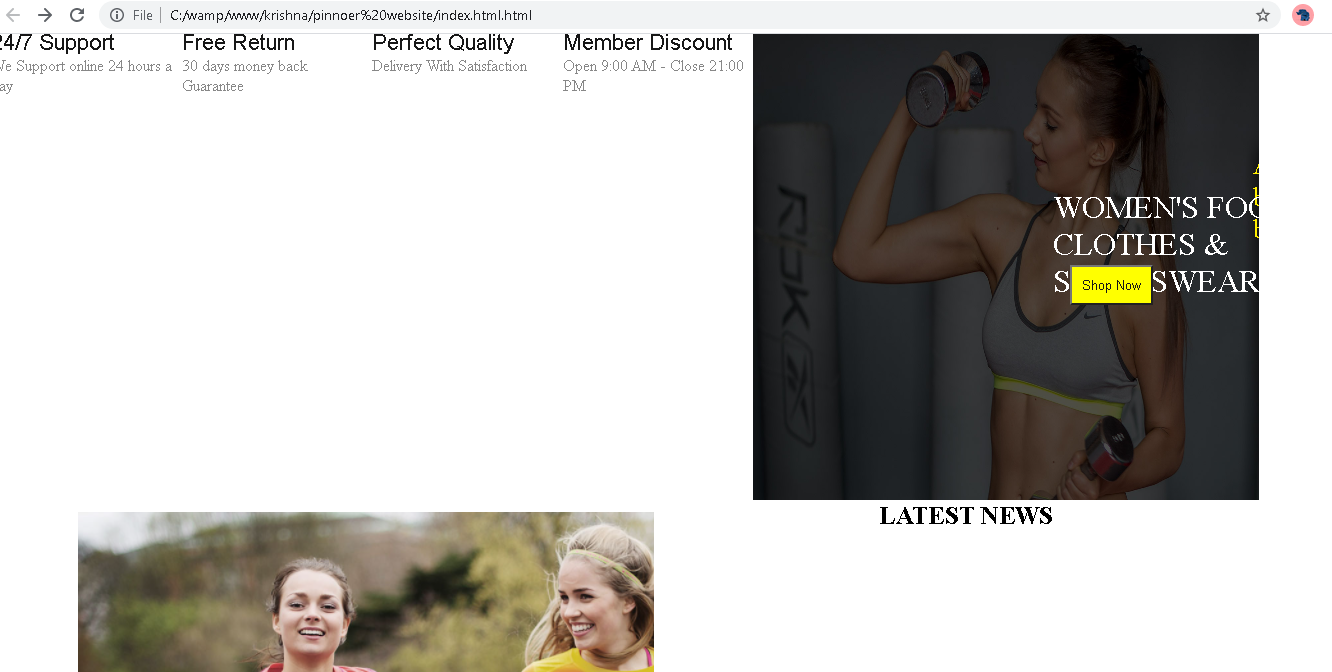 File
C:/wamp/www/krishna/pinnoer%20website/index.html.html
24/7 Support
We Support online 24 hours a
ay
Free Return
30 days money back
Guarantee
Perfect Quality
Delivery With Satisfaction
Member Discount
Open 9:00 AM - Close 21:00
PM
WOMEN'S FOO
CLOTHES &
S SWEAR
Shop Now
LATEST NEWS